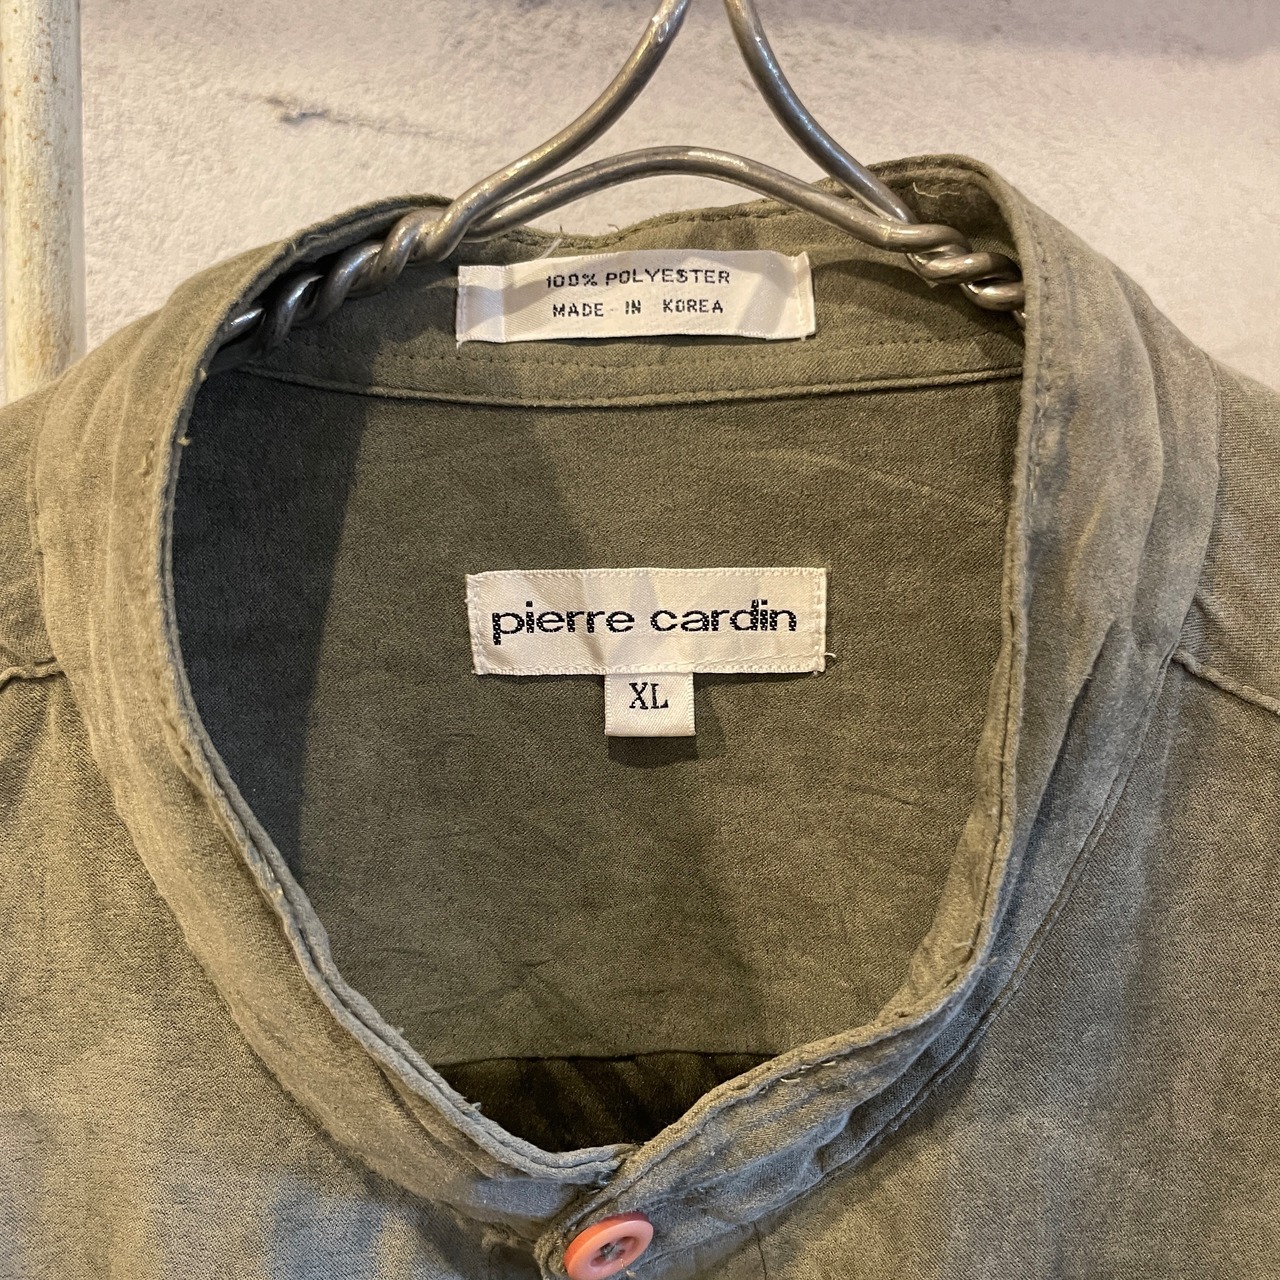 100% POLYESTER
MADE IN KOREA
pierre cardin
XL